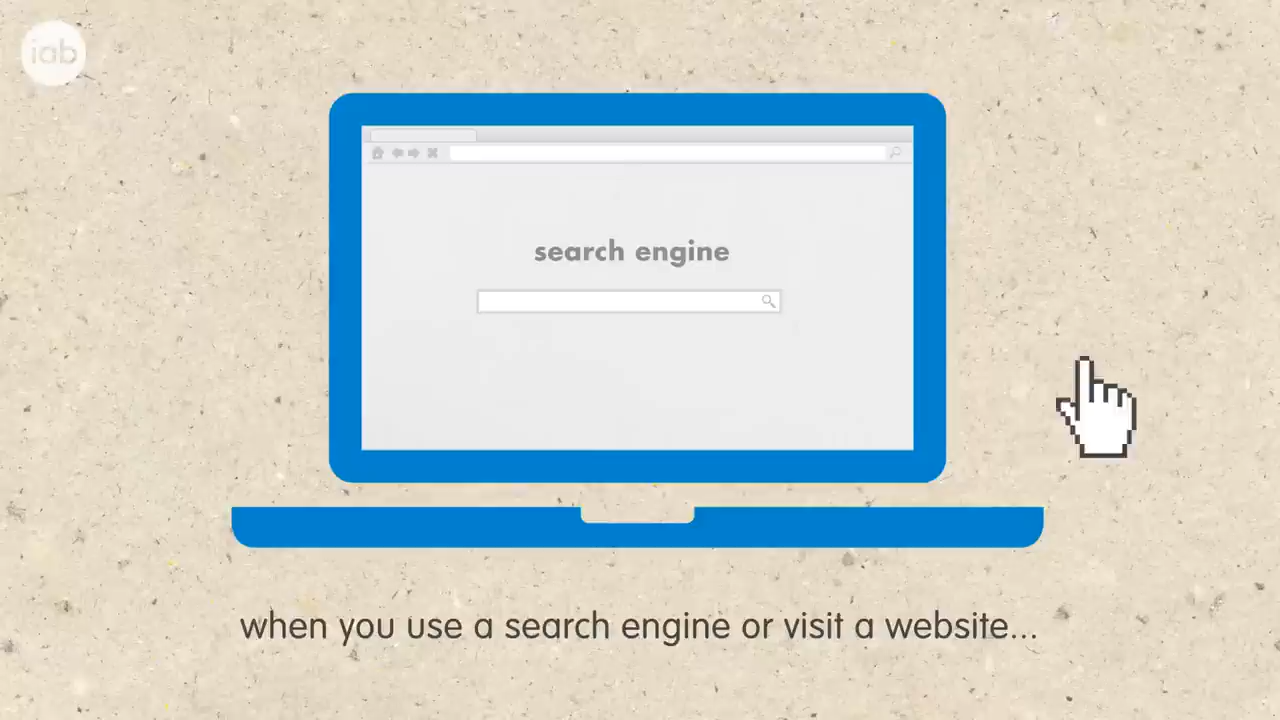 iab
search engine
when you use a search engine or visit a website...